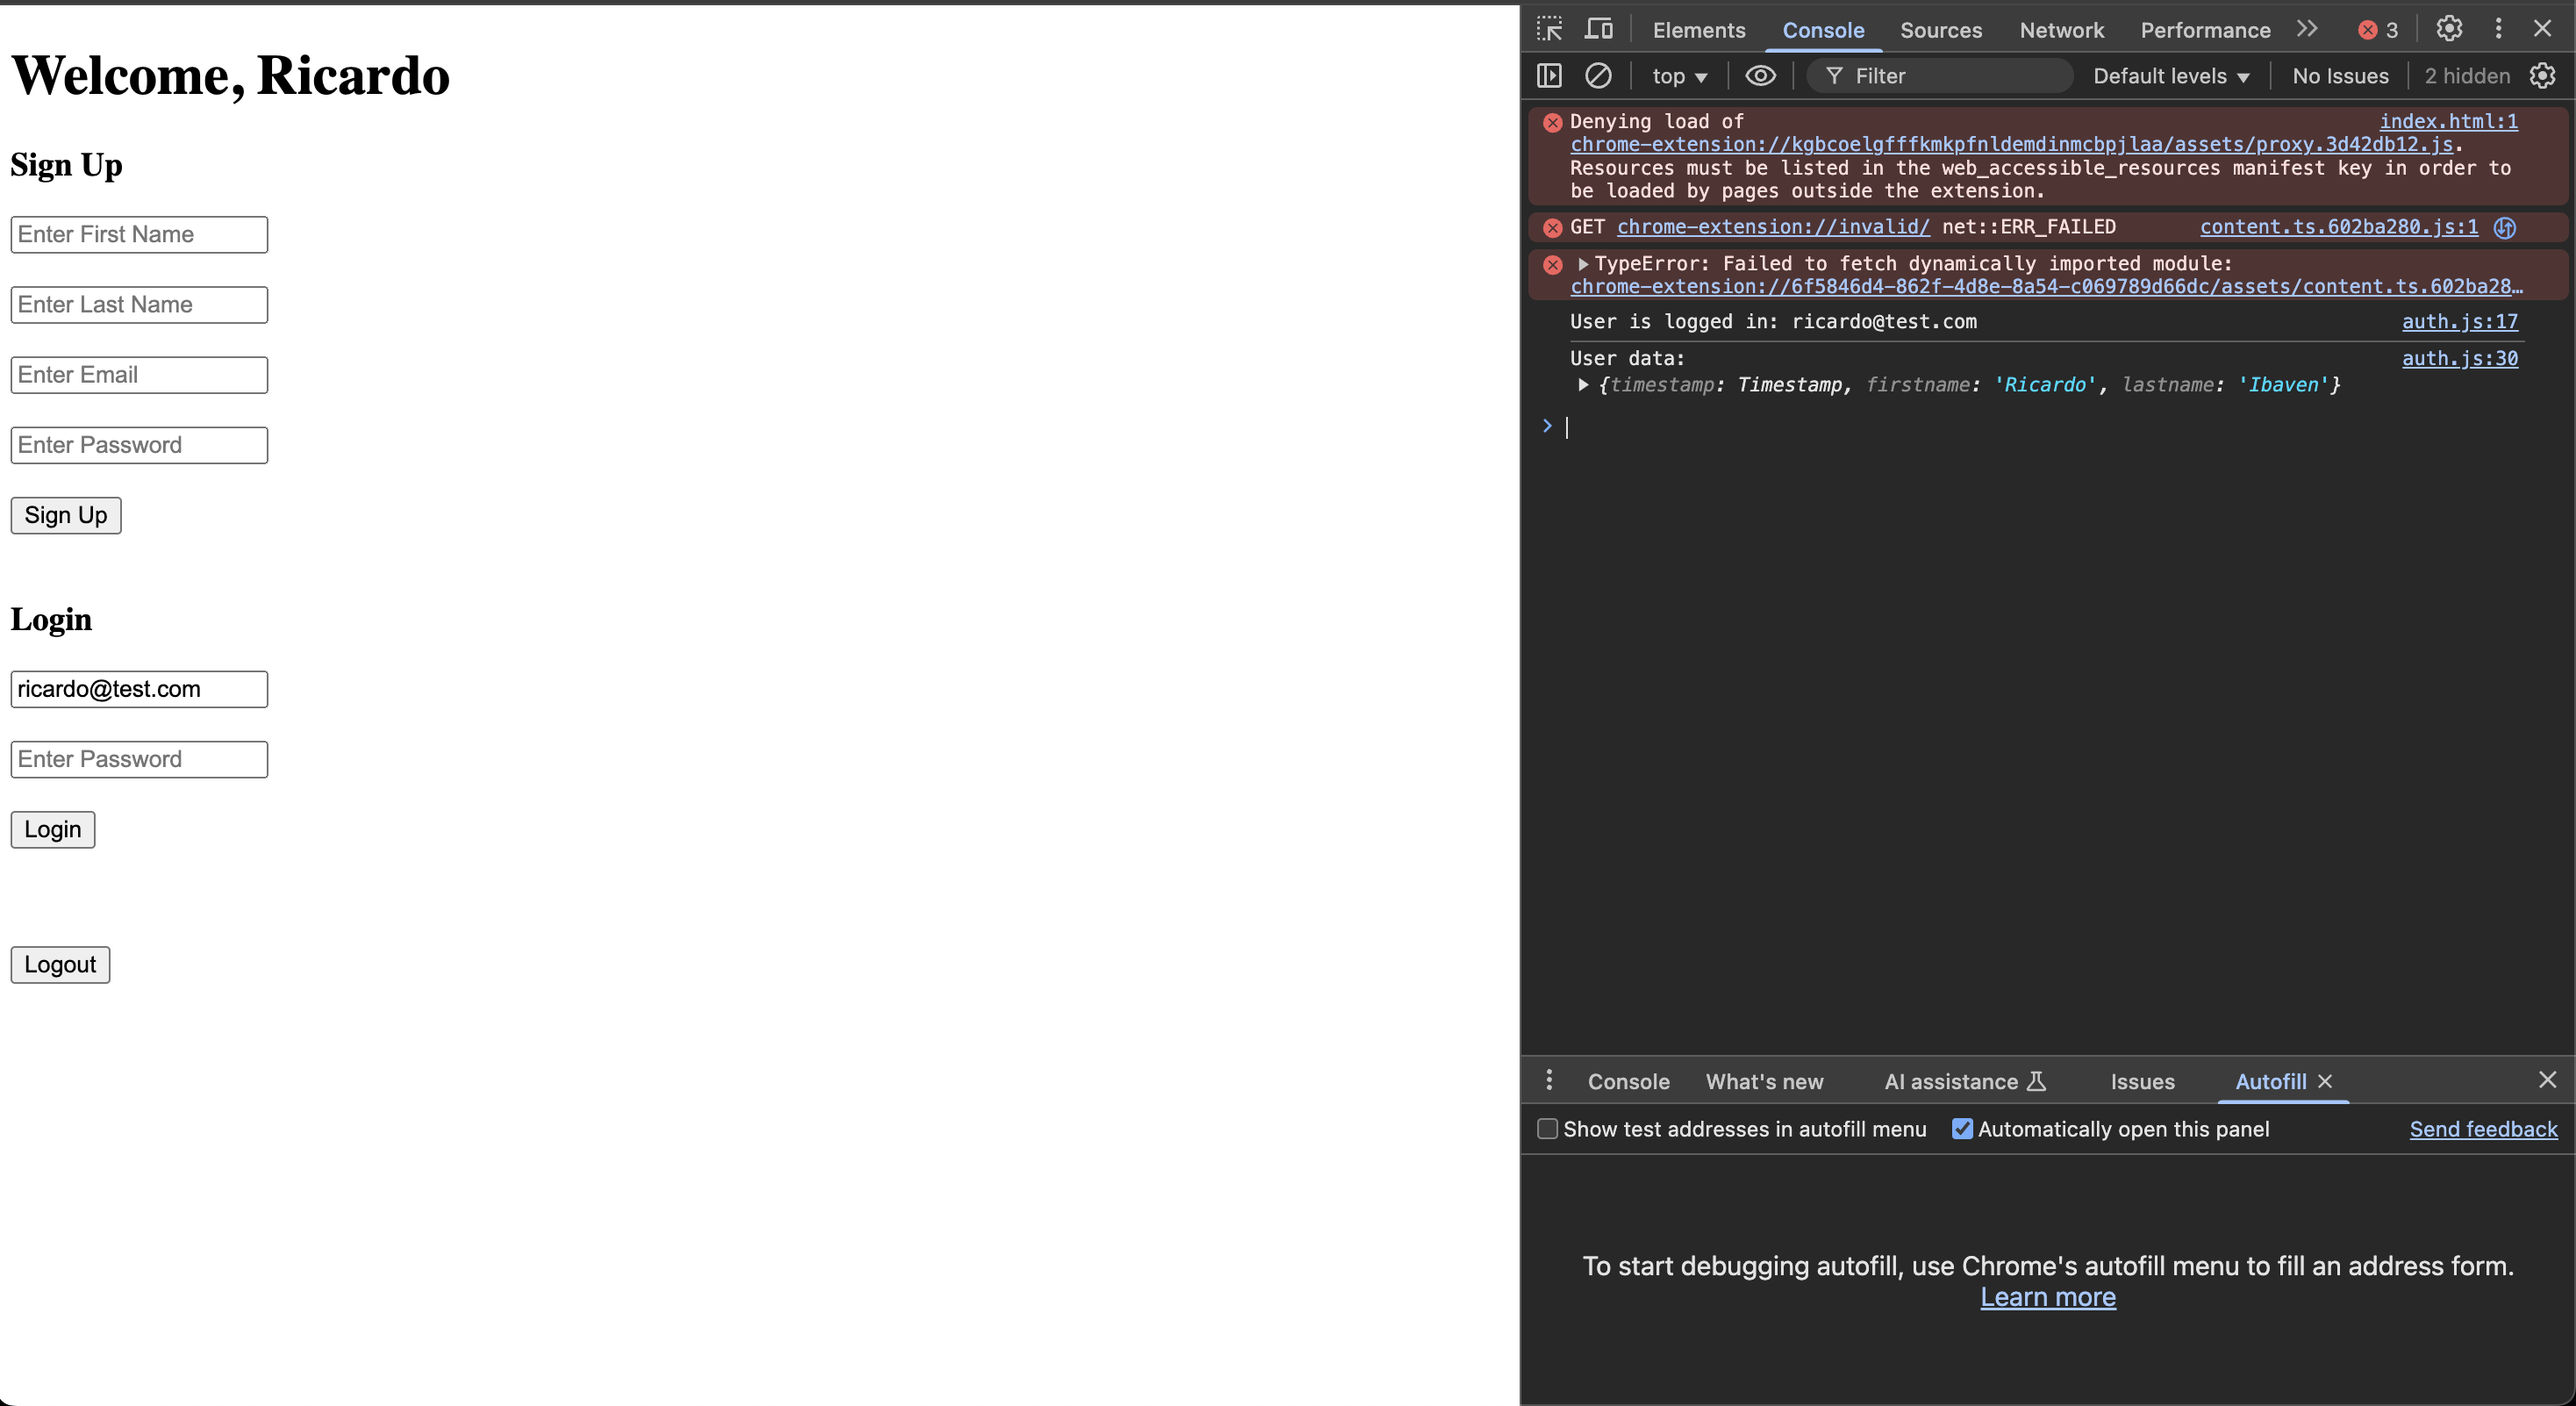 Welcome, Ricardo
Sign Up
Enter First Name
Enter Last Name
Enter Email
Enter Password
Sign Up
Login
ricardo@test.com
Enter Password
Login
Logout
Elements Console Sources Network Performance 3
top Filter Default levels No Issues 2 hidden
Denying load of index.html:1
chrome-extension://kgbcoelgfffkmkpfnldemdinmcbpjlaa/assets/proxy.3d42db12.js.
Resources must be listed in the web_accessible_resources manifest key in order to
be loaded by pages outside the extension.
GET chrome-extension://invalid/ net::ERR_FAILED content.ts.602ba280.js:1
TypeError: Failed to fetch dynamically imported module:
chrome-extension://6f5846d4-862f-4d8e-8a54-c069789d66dc/assets/content.ts.602ba28…
User is logged in: ricardo@test.com auth.js:17
User data: auth.js:30
{timestamp: Timestamp, firstname: 'Ricardo', lastname: 'Ibaven'}
Console What's new AI assistance Issues Autofill
Show test addresses in autofill menu Automatically open this panel Send feedback
To start debugging autofill, use Chrome's autofill menu to fill an address form.
Learn more